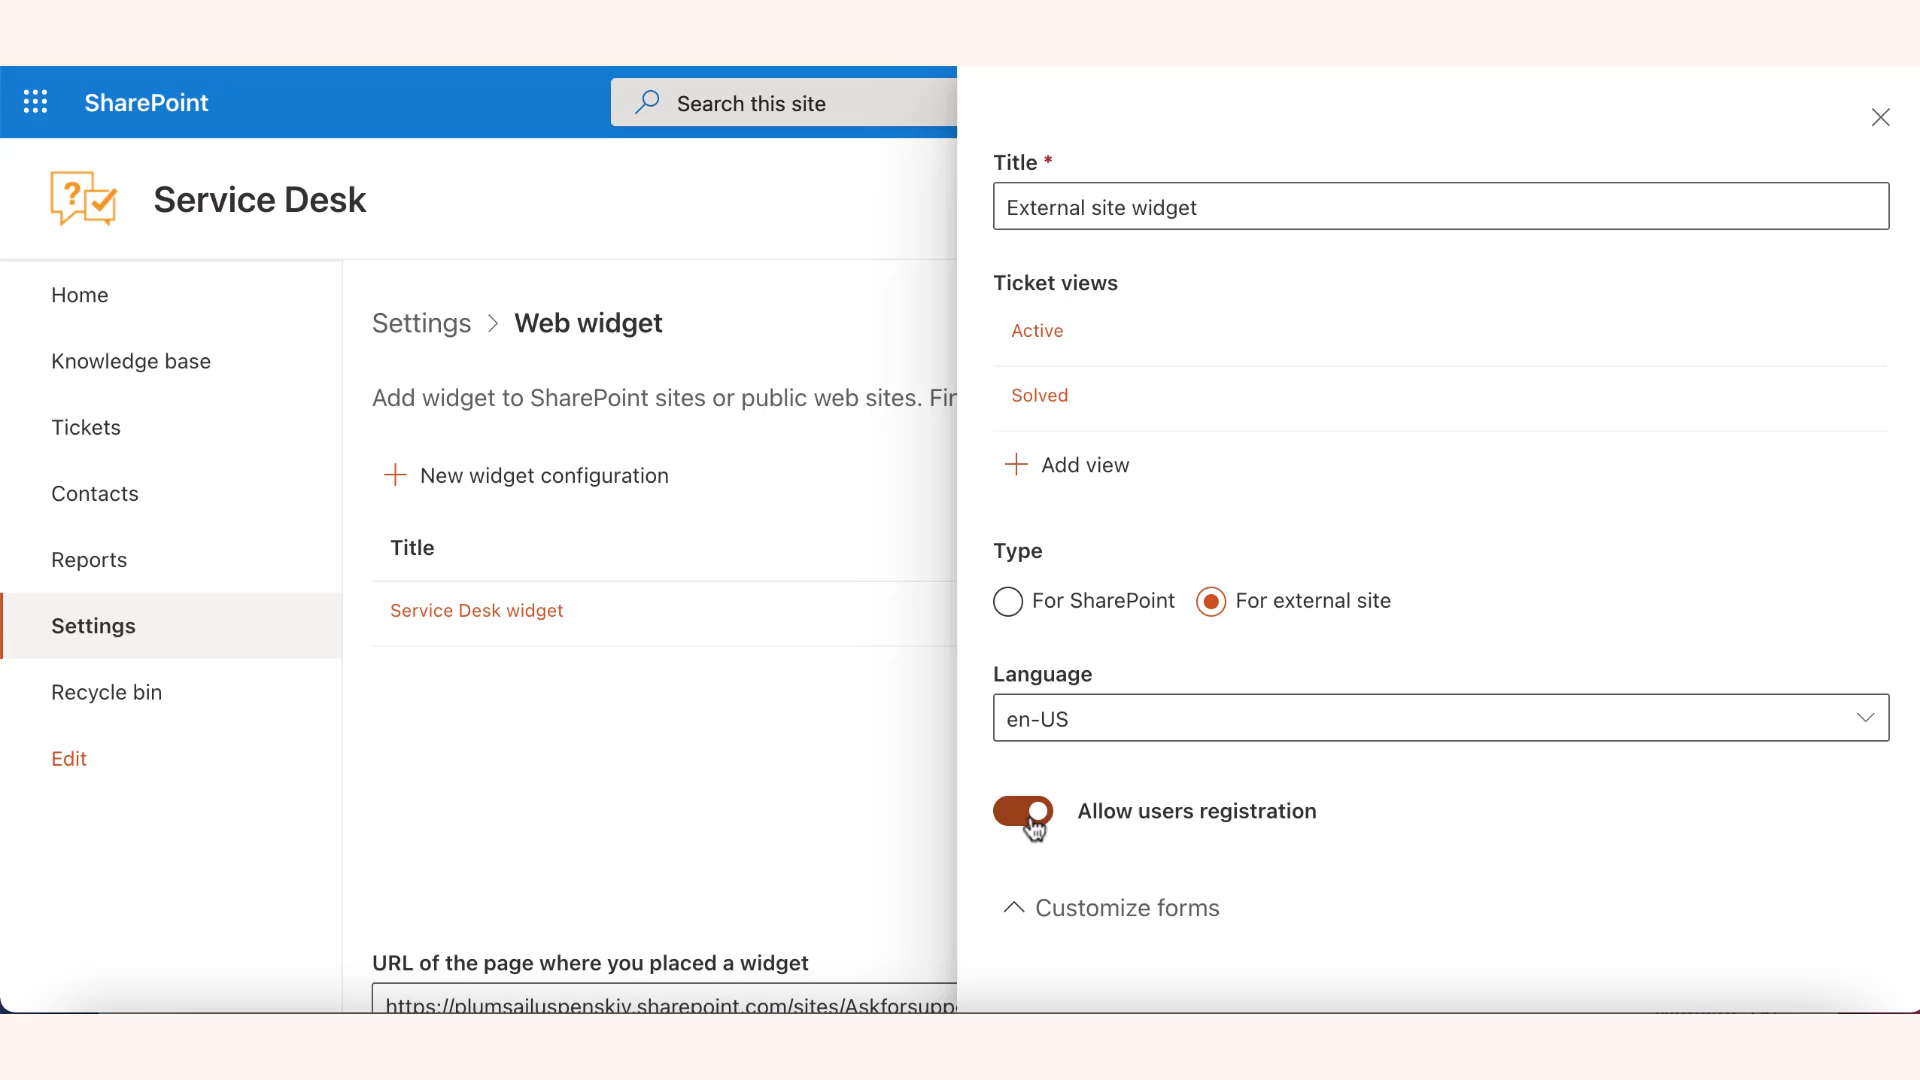 SharePoint
Search this site
Service Desk
Home
Knowledge base
Tickets
Contacts
Reports
Settings
Recycle bin
Edit
Settings > Web widget
Add widget to SharePoint sites or public web sites.
New widget configuration
Title
Service Desk widget
URL of the page where you placed a widget
https://plumsailuspenskiy.sharepoint.com/sites/Askforsuppo
Title *
External site widget
Ticket views
Active
Solved
Add view
Type
For SharePoint
For external site
Language
en-US
Allow users registration
Customize forms